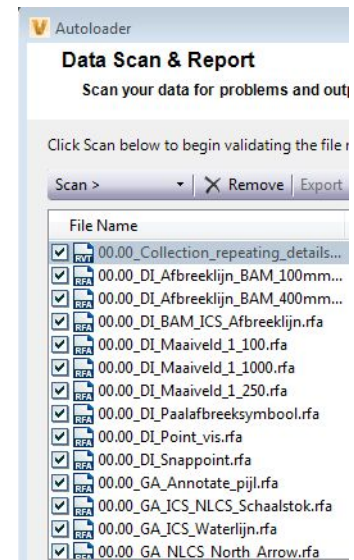 Autoloader
Data Scan & Report
Scan your data for problems and out
Click Scan below to begin validating the file r
Scan > Remove Export
File Name
RVT 00.00_Collection_repeating_details...
RFA 00.00_DI_Afbreeklijn_BAM_100mm...
RFA 00.00_DI_Afbreeklijn_BAM_400mm...
RFA 00.00_DI_BAM_ICS_Afbreeklijn.rfa
RFA 00.00_DI_Maaiveld_1_100.rfa
RFA 00.00_DI_Maaiveld_1_1000.rfa
RFA 00.00_DI_Maaiveld_1_250.rfa
RFA 00.00_DI_Paalafbreeksymbool.rfa
RFA 00.00_DI_Point_vis.rfa
RFA 00.00_DI_Snappoint.rfa
RFA 00.00_GA_Annotate_pijl.rfa
RFA 00.00_GA_ICS_NLCS_Schaalstok.rfa
RFA 00.00_GA_ICS_Waterlijn.rfa
RFA 00.00_GA_NLCS_North_Arrow.rfa